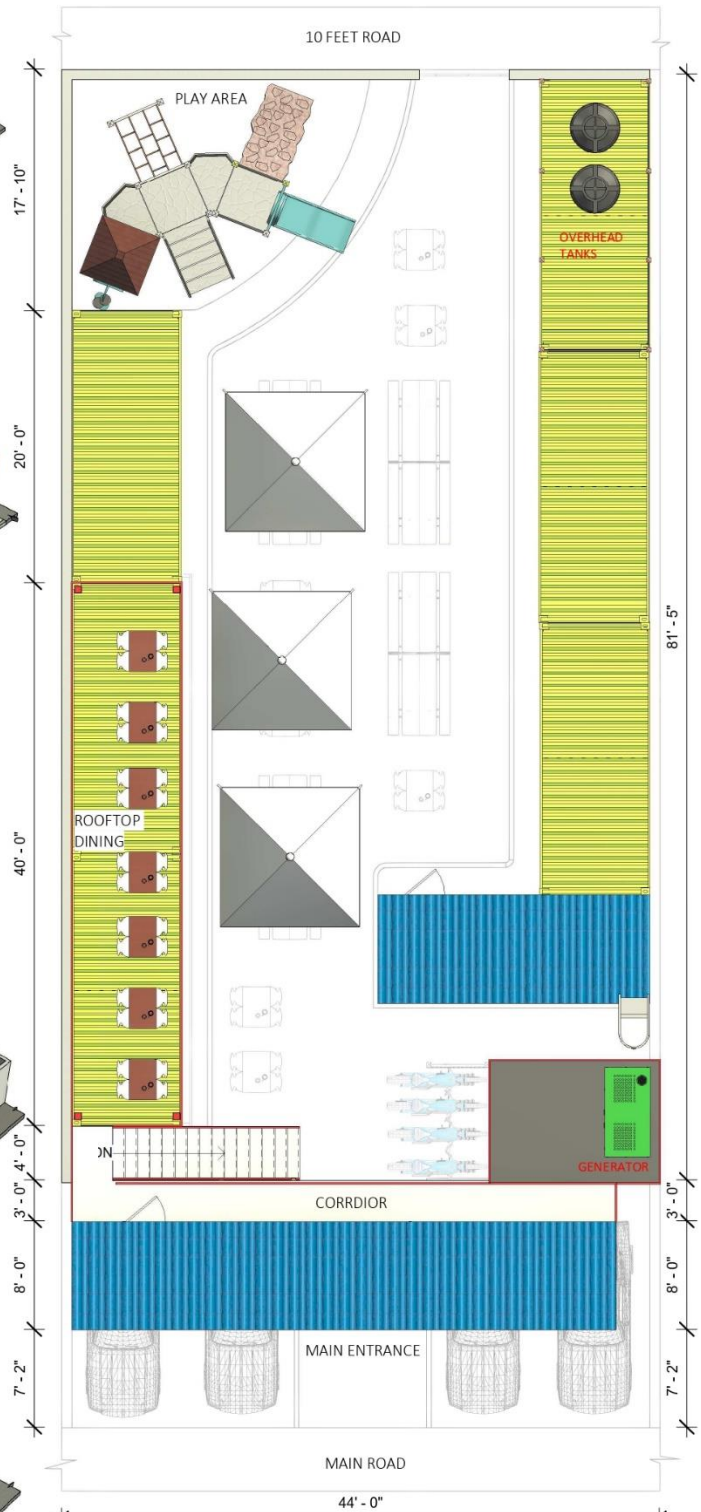 10 FEET ROAD
PLAY AREA
17' - 10"
OVERHEAD
TANKS
20' - 0"
81' - 5"
ROOFTOP
DINING
40' - 0"
4' - 0"
GENERATOR
3' - 0"
CORRDIOR
3' - 0"
8' - 0"
8' - 0"
MAIN ENTRANCE
7' - 2"
7' - 2"
MAIN ROAD
44' - 0"